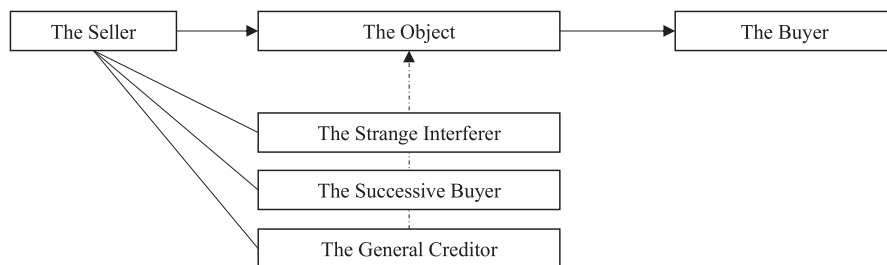 The Seller
The Object
The Buyer
The Strange Interferer
The Successive Buyer
The General Creditor